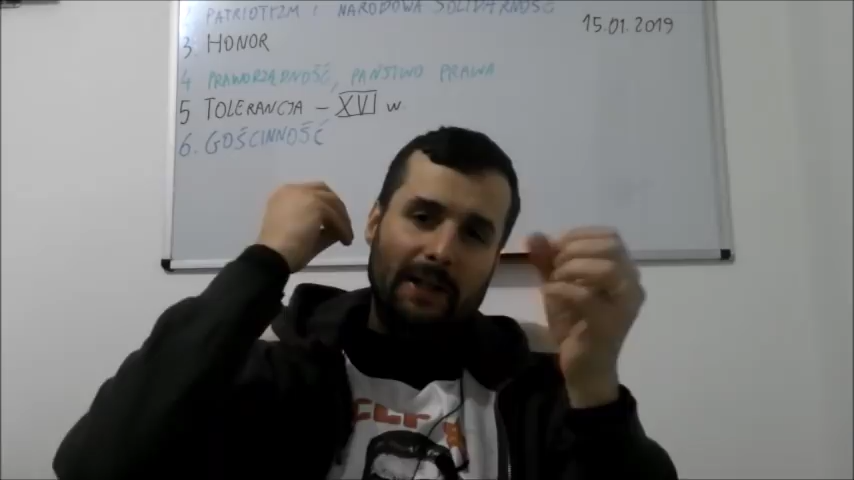 PATRIOTYZM I NARODOWA SOLIDARNOŚĆ
15.01.2019
3. HONOR
4 PRAWORZĄDNOŚĆ, PAŃSTWO PRAWA
5 TOLERANCJA – XVI w
6. GOŚCINNOŚĆ